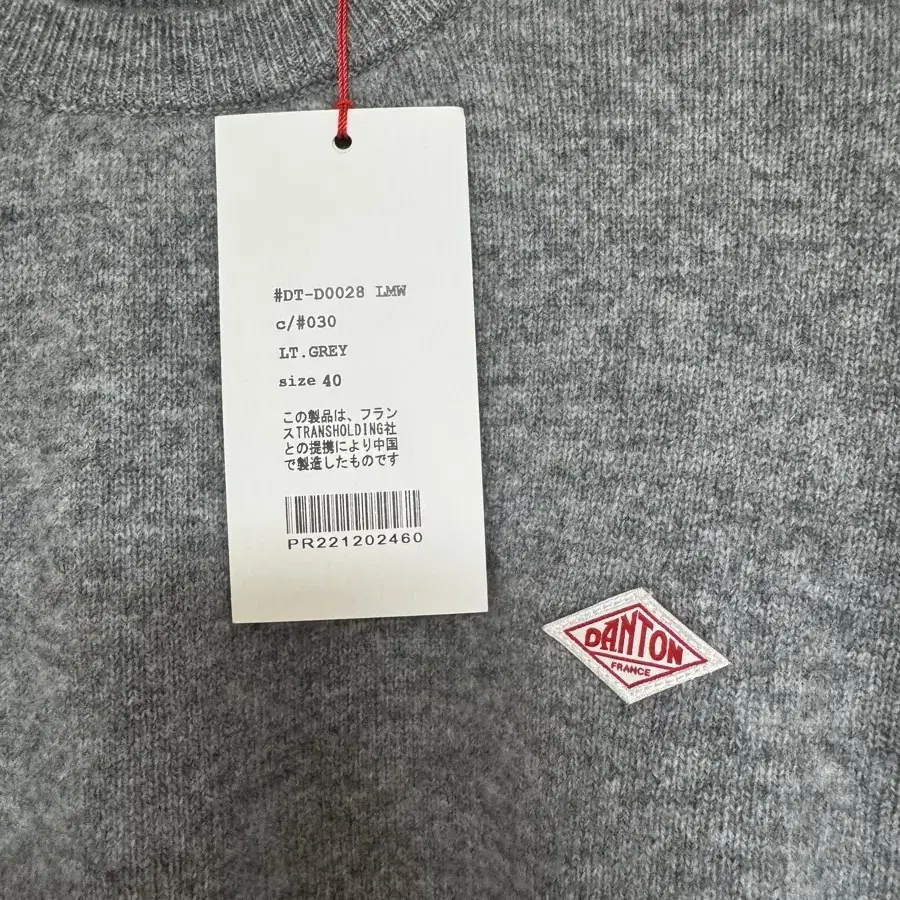 #DT-D0028 LMW
c/#030
LT.GREY
size 40
この製品は、フラン
スTRANSHOLDING社
との提携により中国
で製造したものです
PR221202460
DANTON
FRANCE